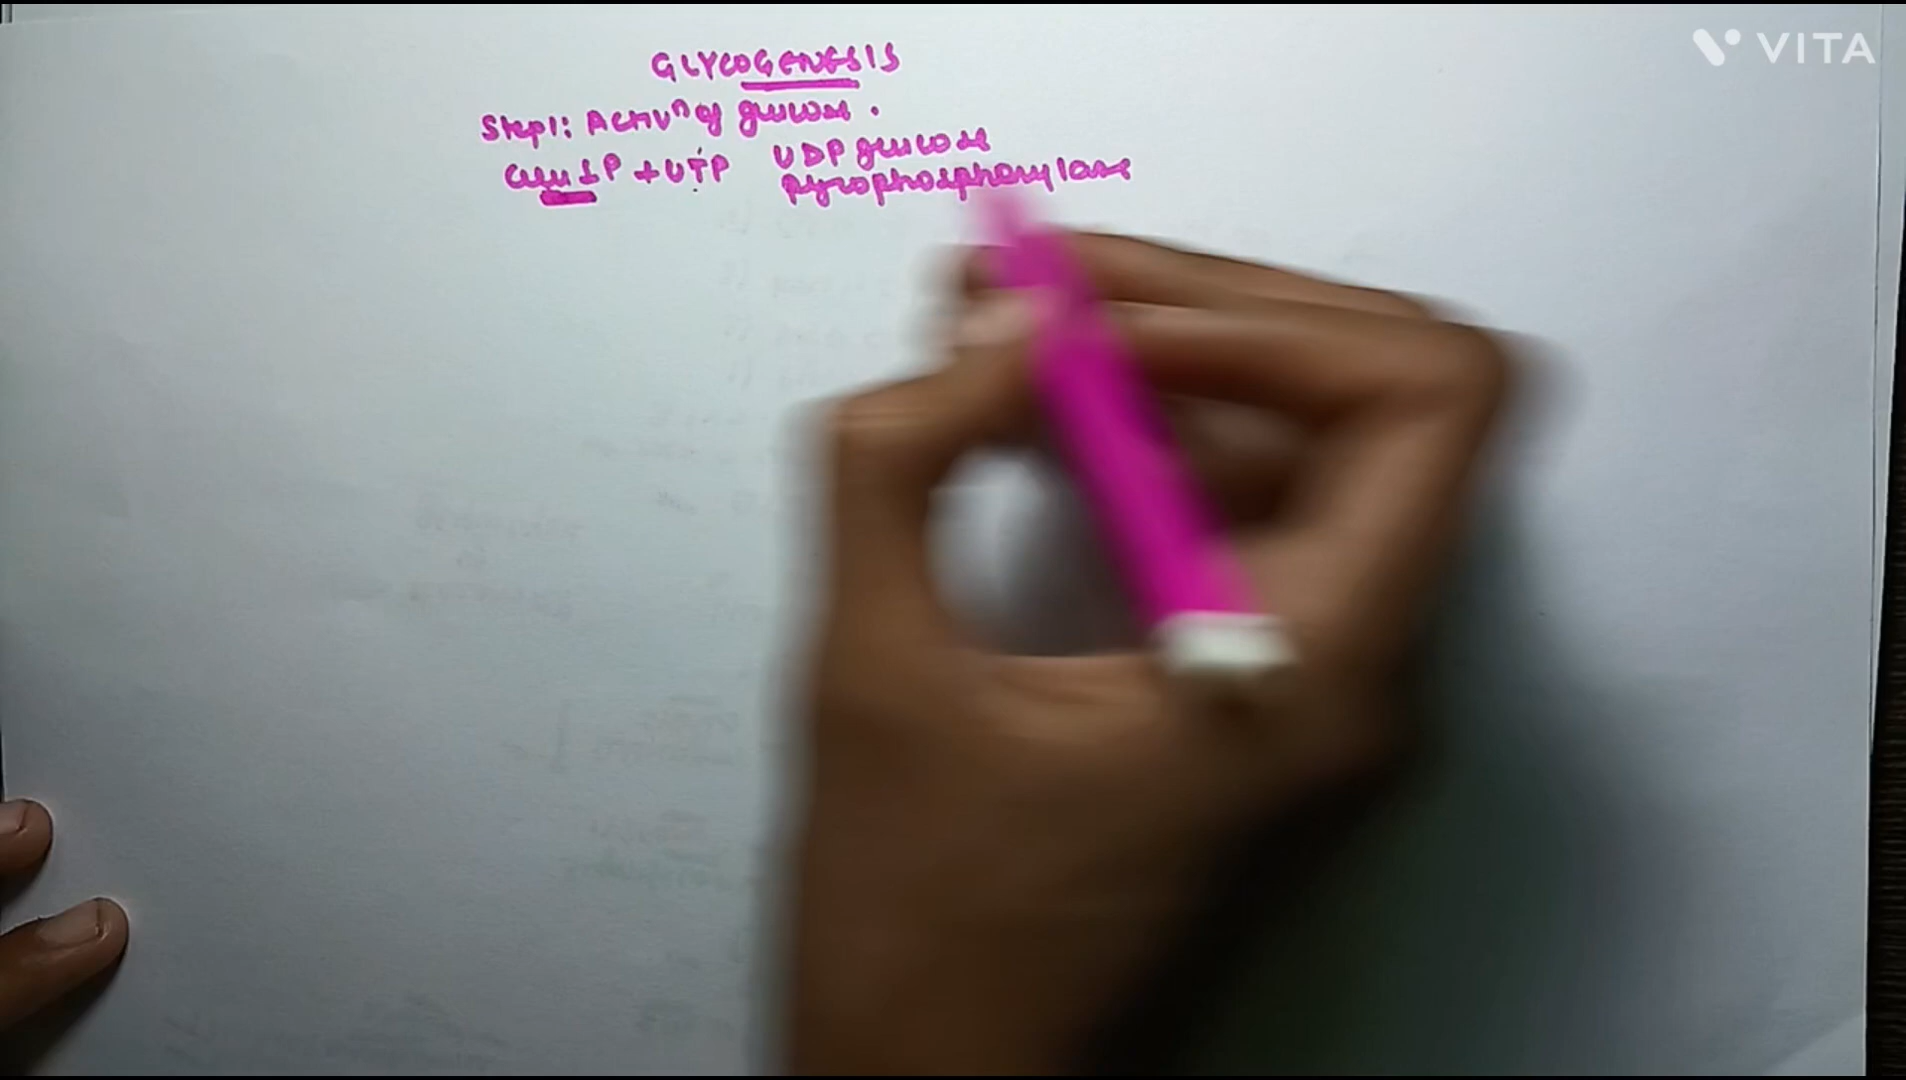 VITA
GLYCOGENESIS
Step1: Activⁿ of glucose.
Glu 1P + UTP UDP glucose
pyrophosphorylase